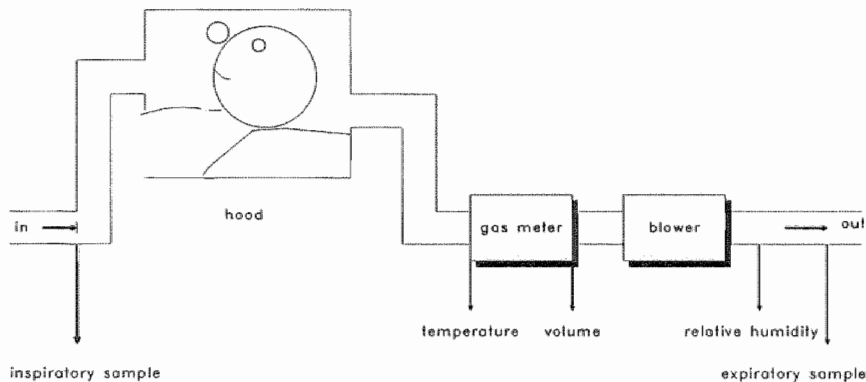 hood
in
gas meter
blower
out
temperature
volume
relative humidity
inspiratory sample
expiratory sample